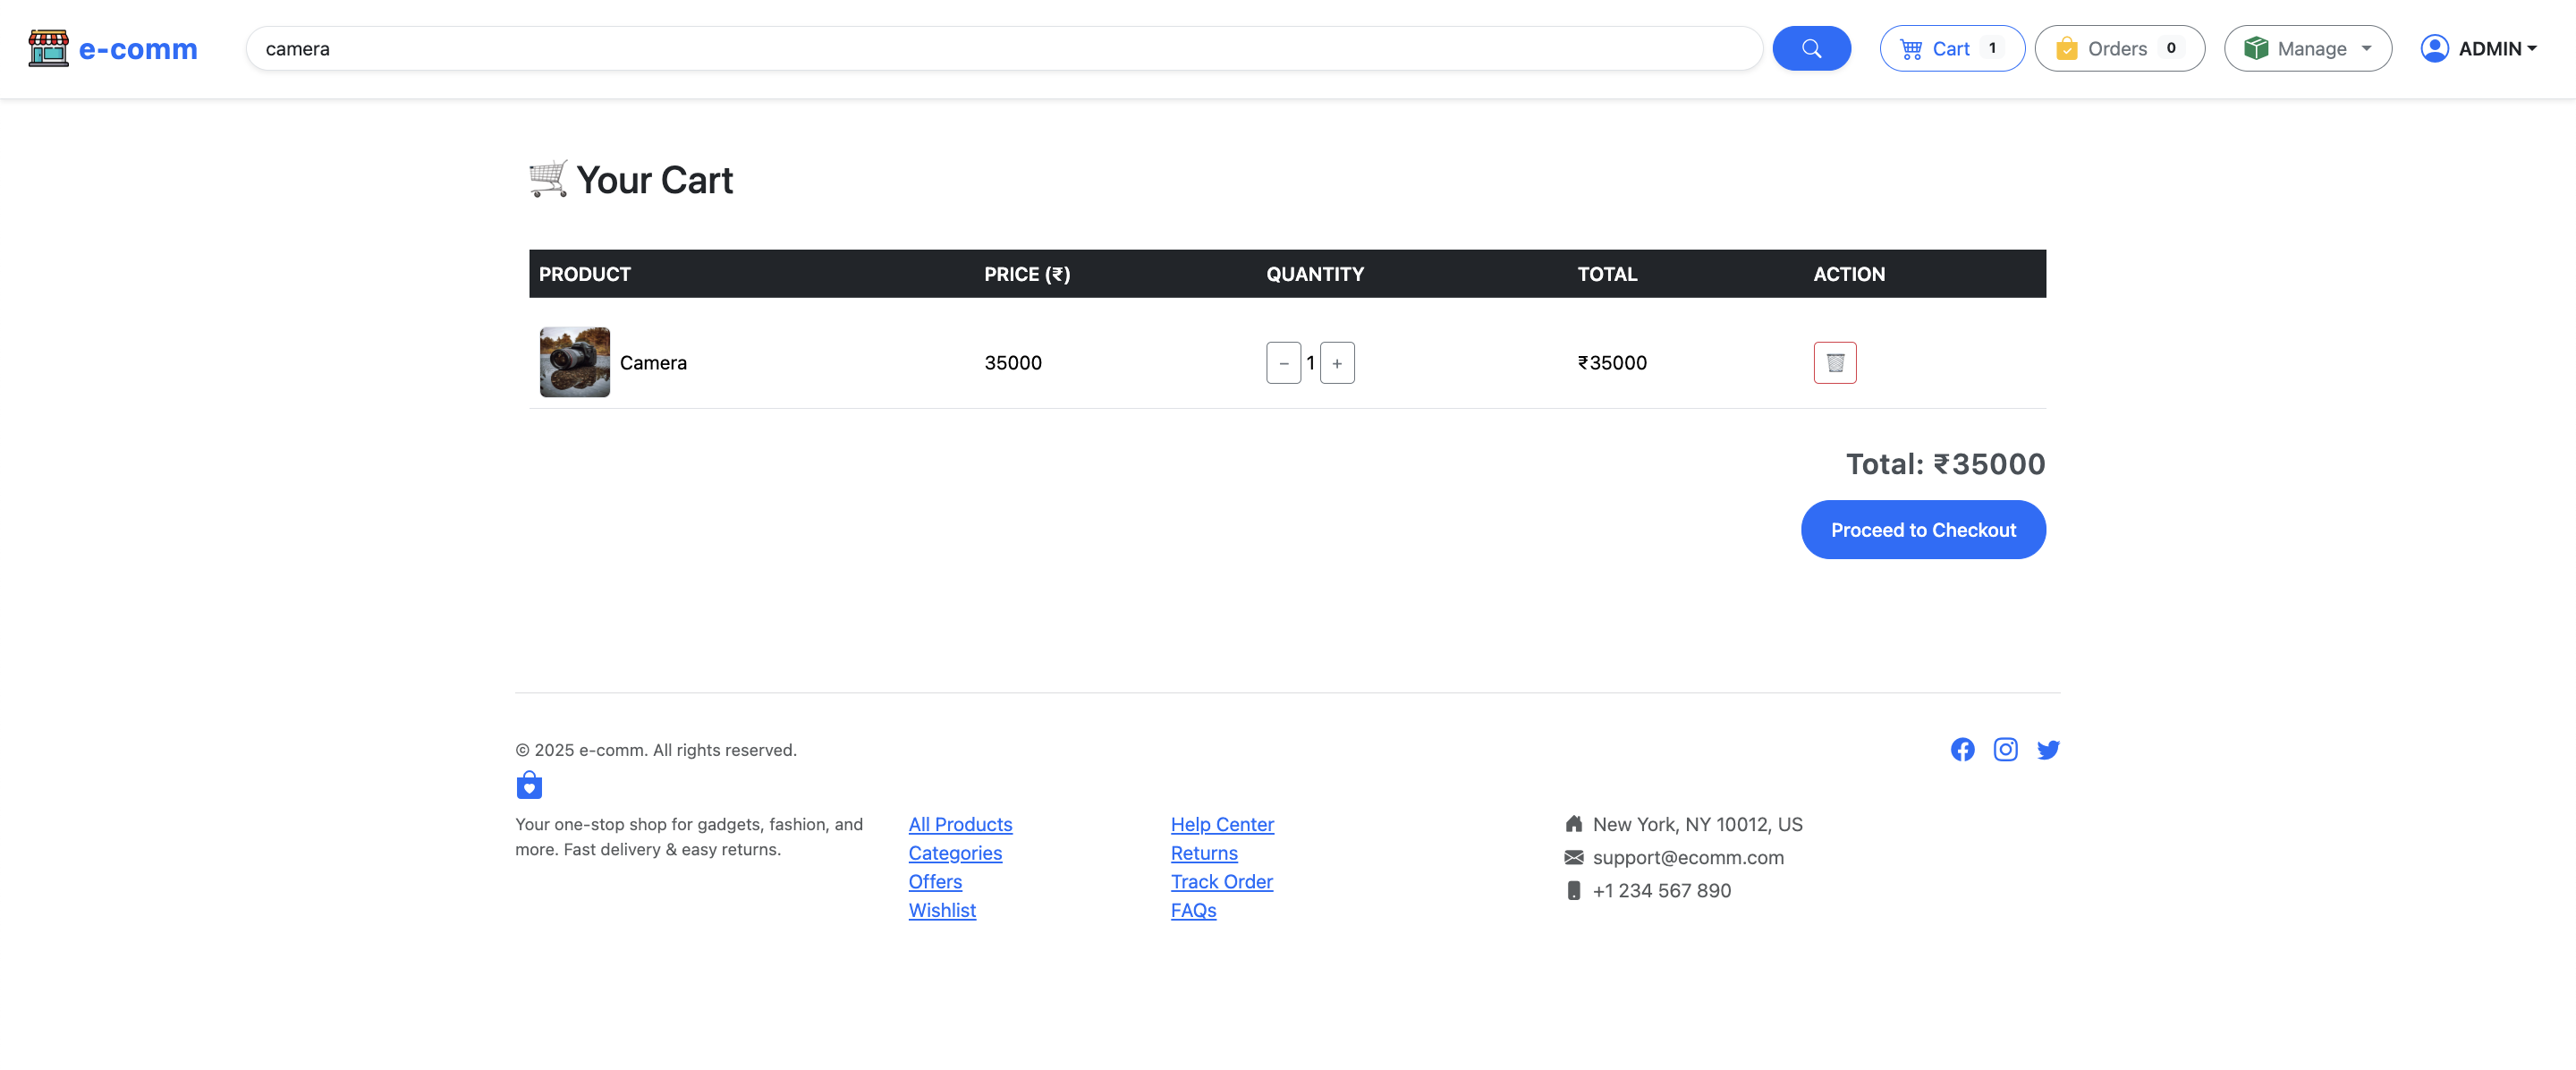 e-comm
camera
Cart 1
Orders 0
Manage
ADMIN
Your Cart
PRODUCT PRICE (₹) QUANTITY TOTAL ACTION
Camera 35000 − 1 + ₹35000
Total: ₹35000
Proceed to Checkout
© 2025 e-comm. All rights reserved.
Your one-stop shop for gadgets, fashion, and
more. Fast delivery & easy returns.
All Products
Categories
Offers
Wishlist
Help Center
Returns
Track Order
FAQs
New York, NY 10012, US
support@ecomm.com
+1 234 567 890